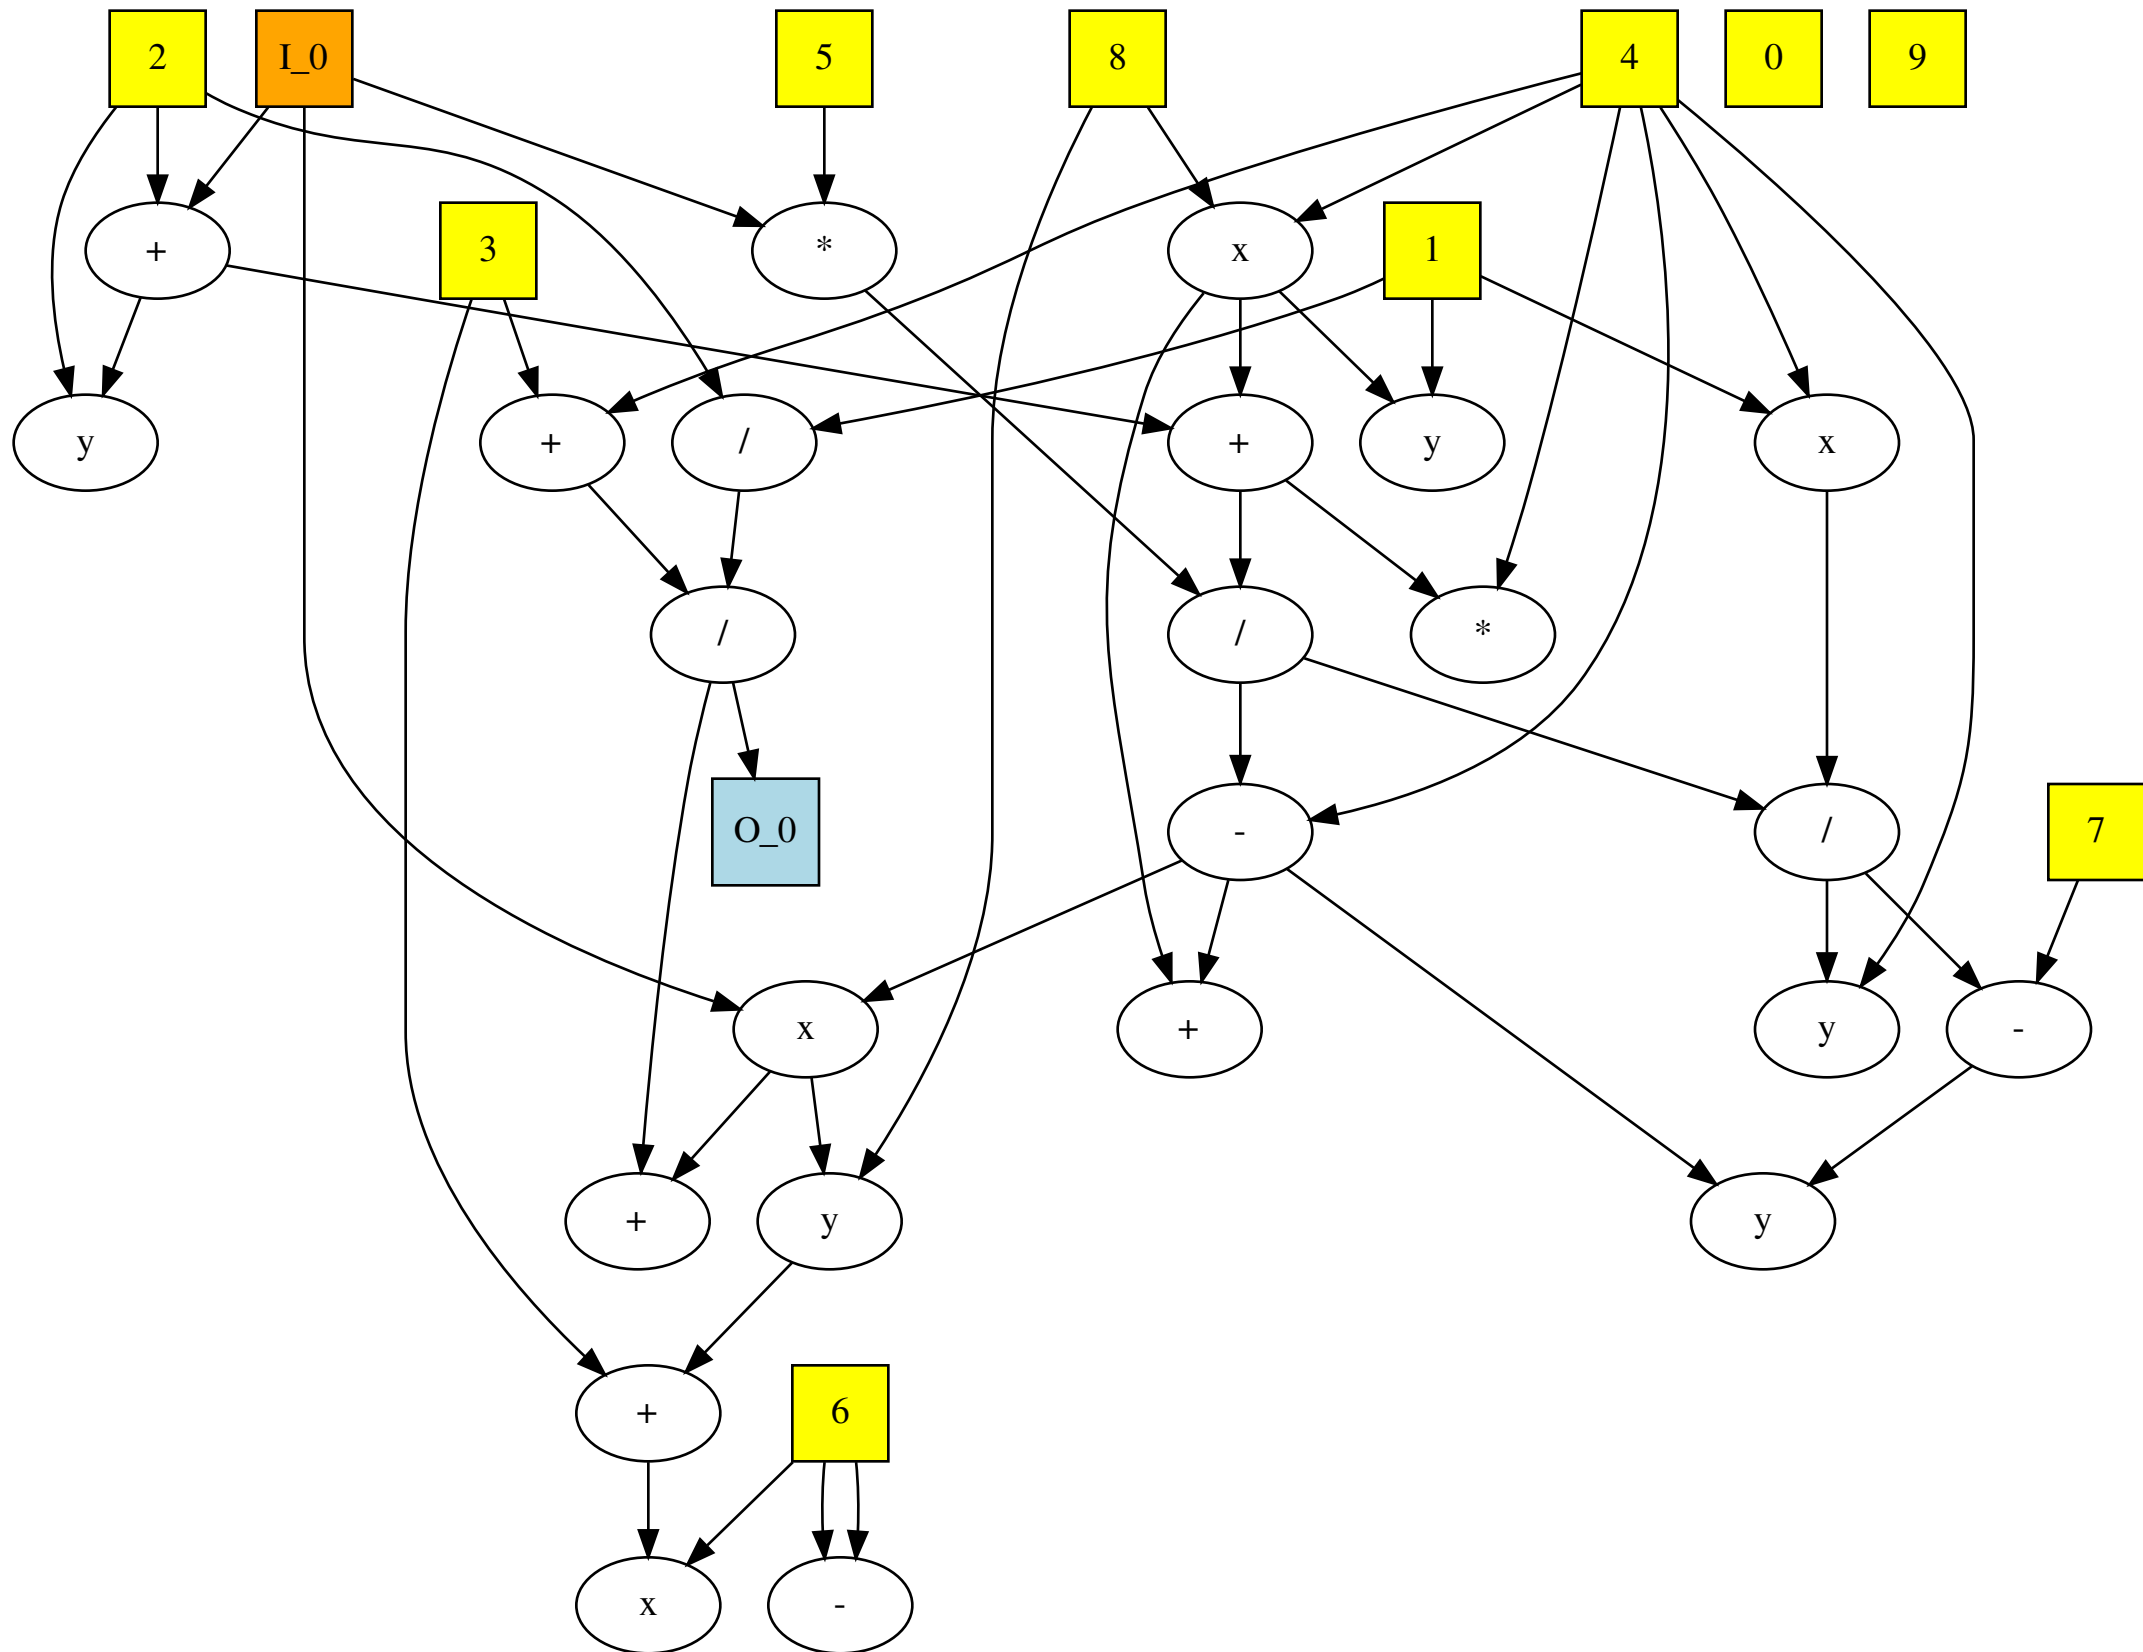 2 I_0 5 8 4 0 9
+ 3 * x 1
y + / + y x
/ / *
O_0 - / 7
x + y -
+ y y
+ 6
x -